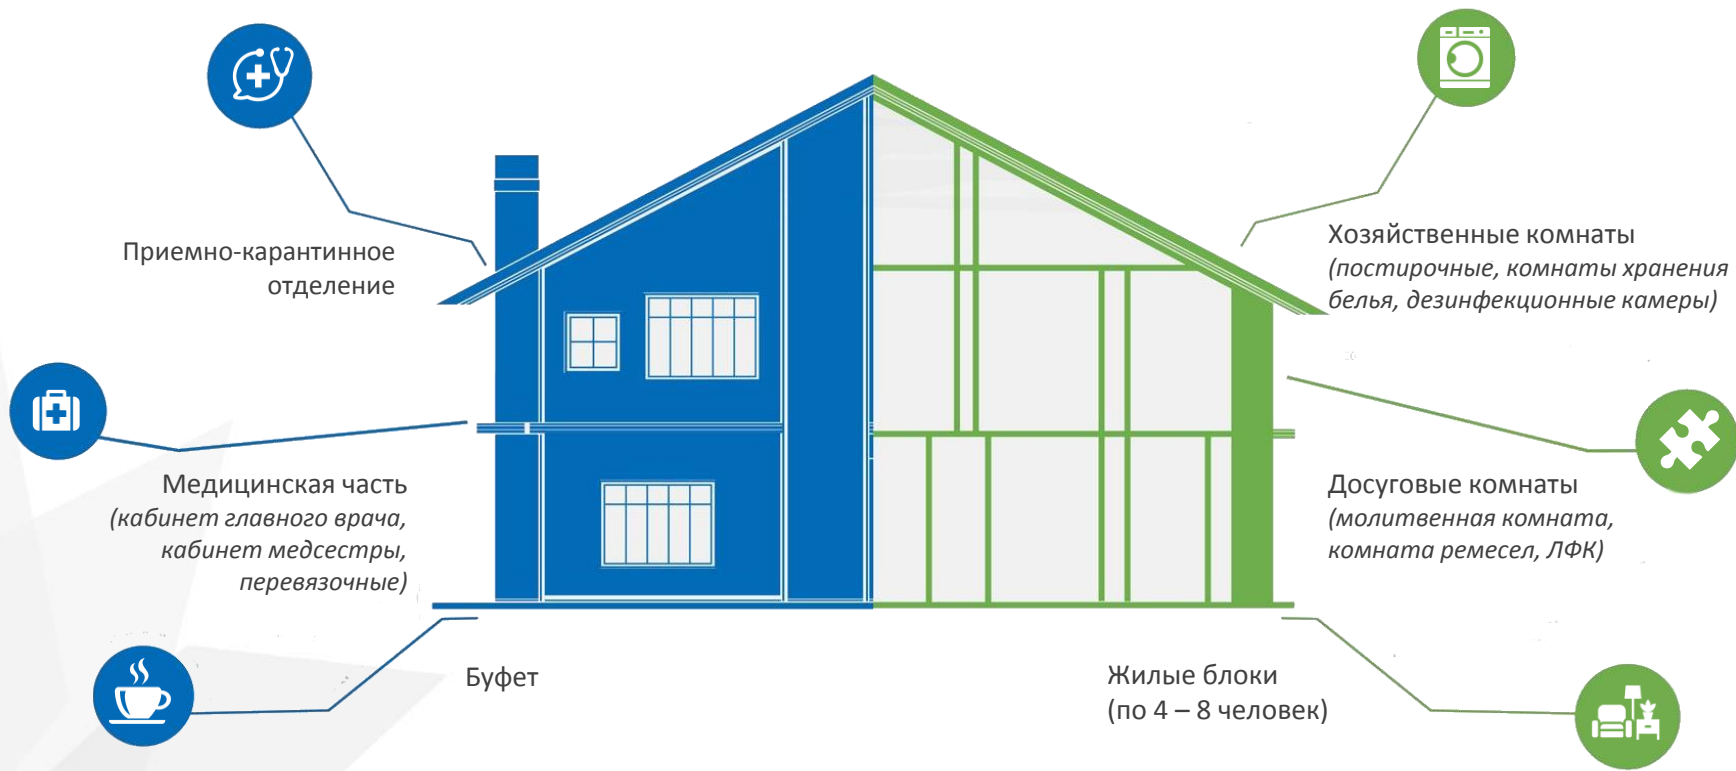 Приемно-карантинное
отделение
Хозяйственные комнаты
(постирочные, комнаты хранения
белья, дезинфекционные камеры)
Медицинская часть
(кабинет главного врача,
кабинет медсестры,
перевязочные)
Досуговые комнаты
(молитвенная комната,
комната ремесел, ЛФК)
Буфет
Жилые блоки
(по 4 – 8 человек)